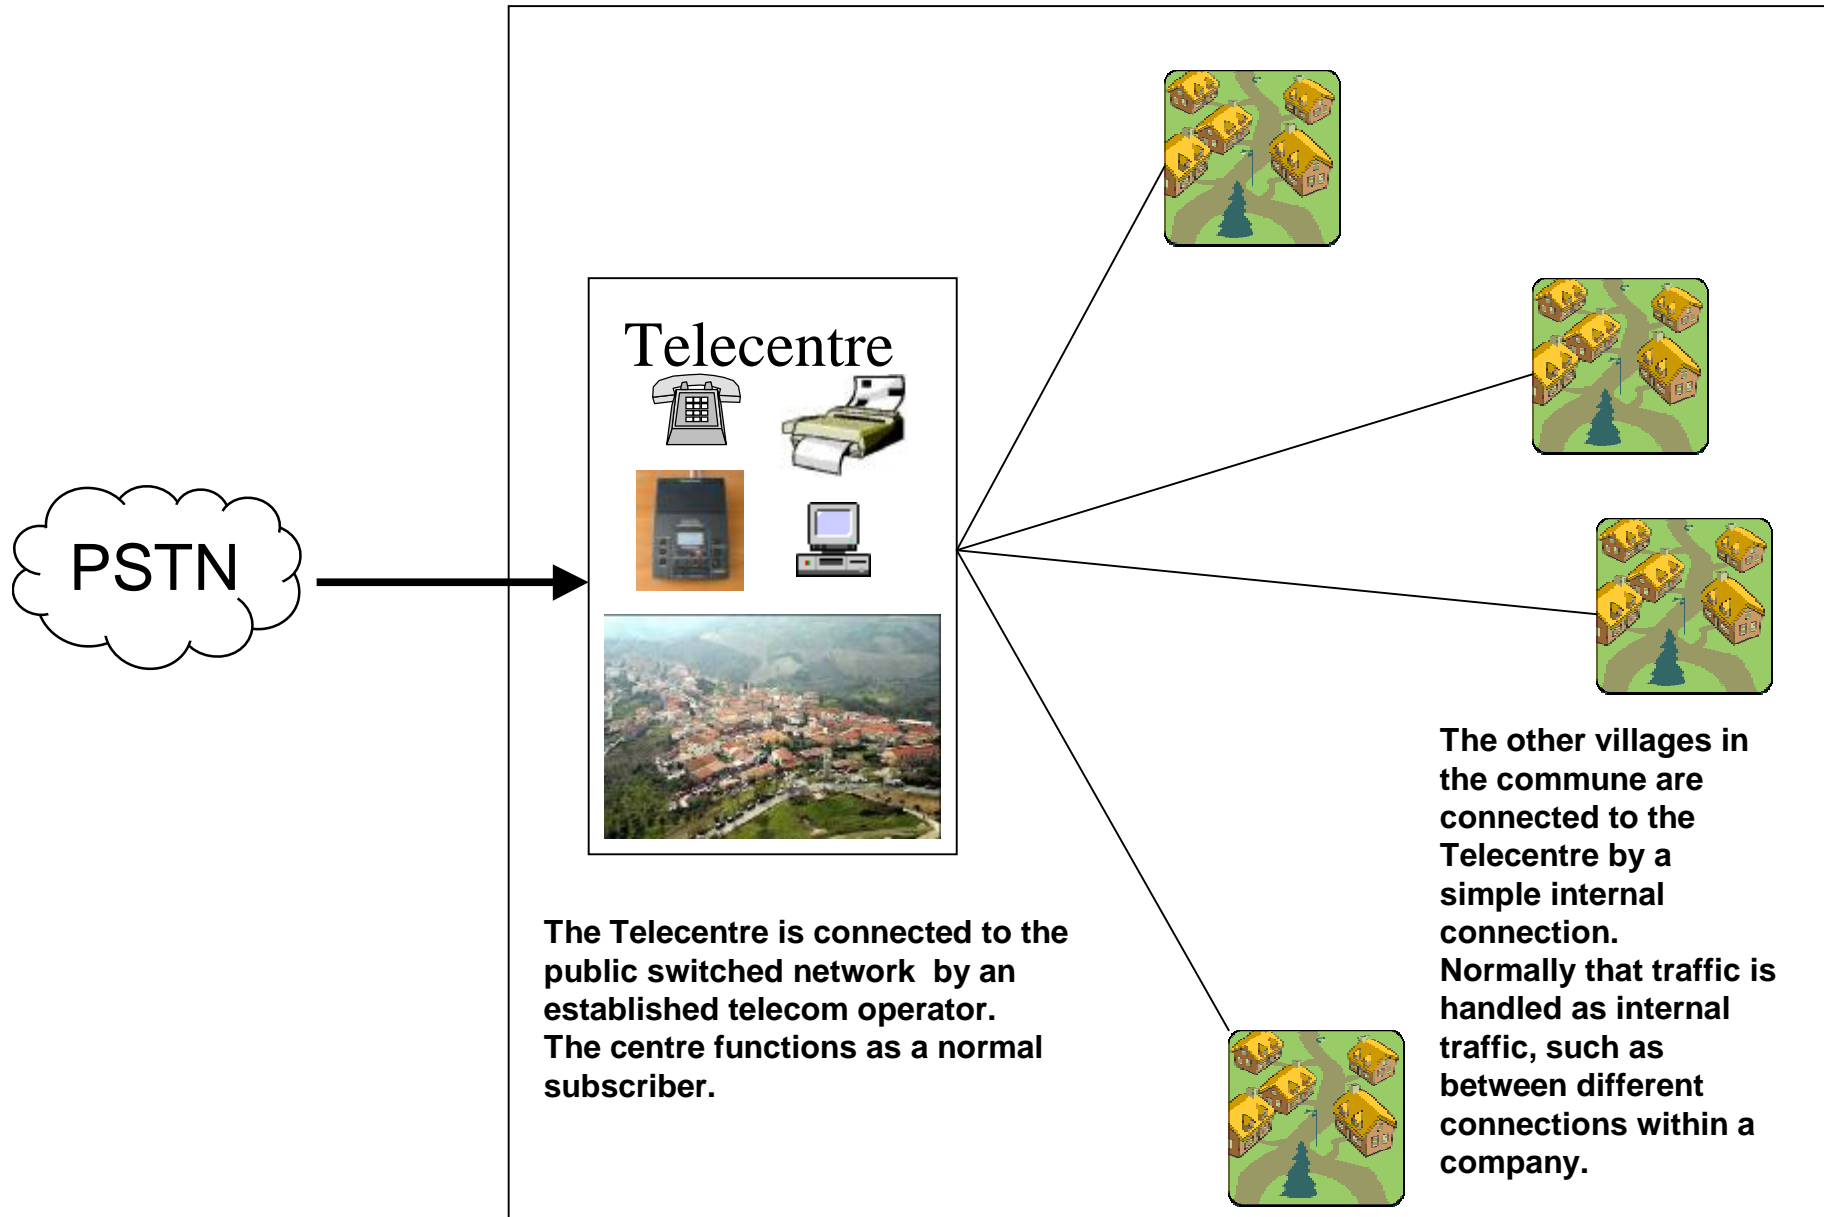 Telecentre
PSTN
The Telecentre is connected to the
public switched network  by an
established telecom operator.
The centre functions as a normal
subscriber.
The other villages in
the commune are
connected to the
Telecentre by a
simple internal
connection.
Normally that traffic is
handled as internal
traffic, such as
between different
connections within a
company.